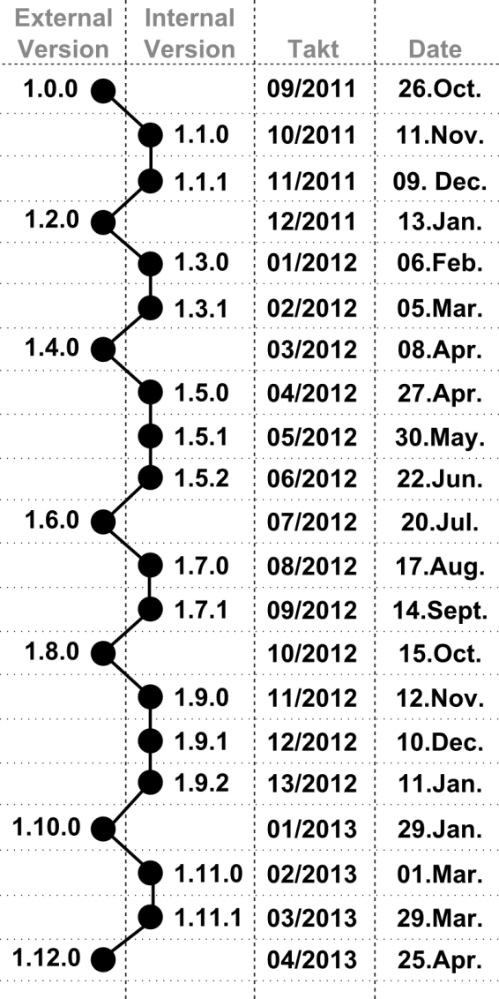 External Internal
Version Version Takt Date
1.0.0 09/2011 26.Oct.
1.1.0 10/2011 11.Nov.
1.1.1 11/2011 09. Dec.
1.2.0 12/2011 13.Jan.
1.3.0 01/2012 06.Feb.
1.3.1 02/2012 05.Mar.
1.4.0 03/2012 08.Apr.
1.5.0 04/2012 27.Apr.
1.5.1 05/2012 30.May.
1.5.2 06/2012 22.Jun.
1.6.0 07/2012 20.Jul.
1.7.0 08/2012 17.Aug.
1.7.1 09/2012 14.Sept.
1.8.0 10/2012 15.Oct.
1.9.0 11/2012 12.Nov.
1.9.1 12/2012 10.Dec.
1.9.2 13/2012 11.Jan.
1.10.0 01/2013 29.Jan.
1.11.0 02/2013 01.Mar.
1.11.1 03/2013 29.Mar.
1.12.0 04/2013 25.Apr.